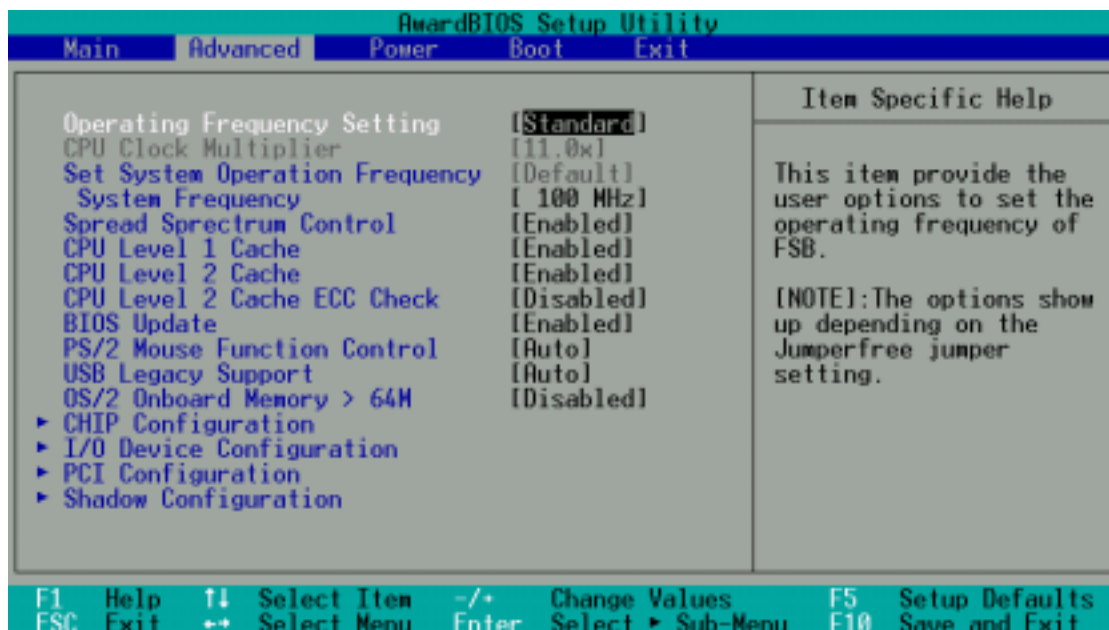 AwardBIOS Setup Utility
Main Advanced Power Boot Exit
Item Specific Help
Operating Frequency Setting [Standard]
CPU Clock Multiplier [11.0x]
Set System Operation Frequency [Default]
System Frequency [ 100 MHz]
Spread Sprectrum Control [Enabled]
CPU Level 1 Cache [Enabled]
CPU Level 2 Cache [Enabled]
CPU Level 2 Cache ECC Check [Disabled]
BIOS Update [Enabled]
PS/2 Mouse Function Control [Auto]
USB Legacy Support [Auto]
OS/2 Onboard Memory > 64M [Disabled]
► CHIP Configuration
► I/O Device Configuration
► PCI Configuration
► Shadow Configuration
This item provide the
user options to set the
operating frequency of
FSB.
[NOTE]:The options show
up depending on the
Jumperfree jumper
setting.
F1 Help ↑↓ Select Item -/+ Change Values F5 Setup Defaults
ESC Exit ←→ Select Menu Enter Select ► Sub-Menu F10 Save and Exit